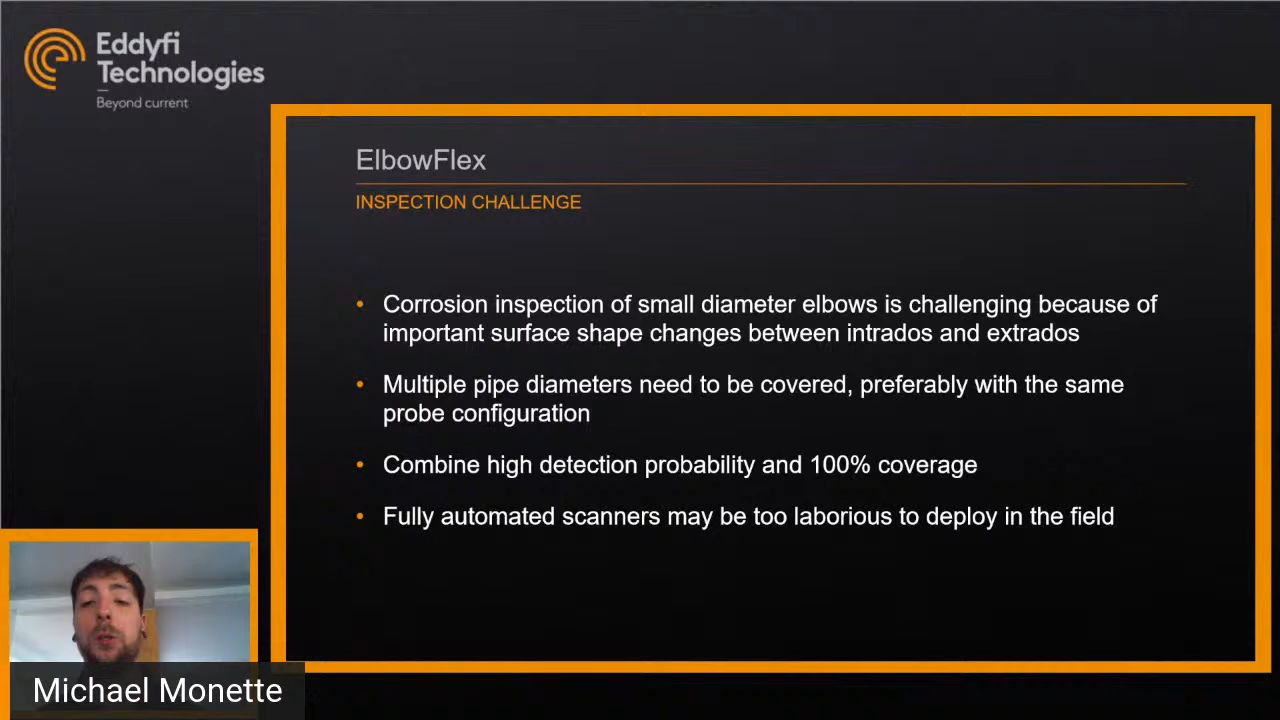 Eddyfi
Technologies
Beyond current
ElbowFlex
INSPECTION CHALLENGE
• Corrosion inspection of small diameter elbows is challenging because of
important surface shape changes between intrados and extrados
• Multiple pipe diameters need to be covered, preferably with the same
probe configuration
• Combine high detection probability and 100% coverage
• Fully automated scanners may be too laborious to deploy in the field
Michael Monette